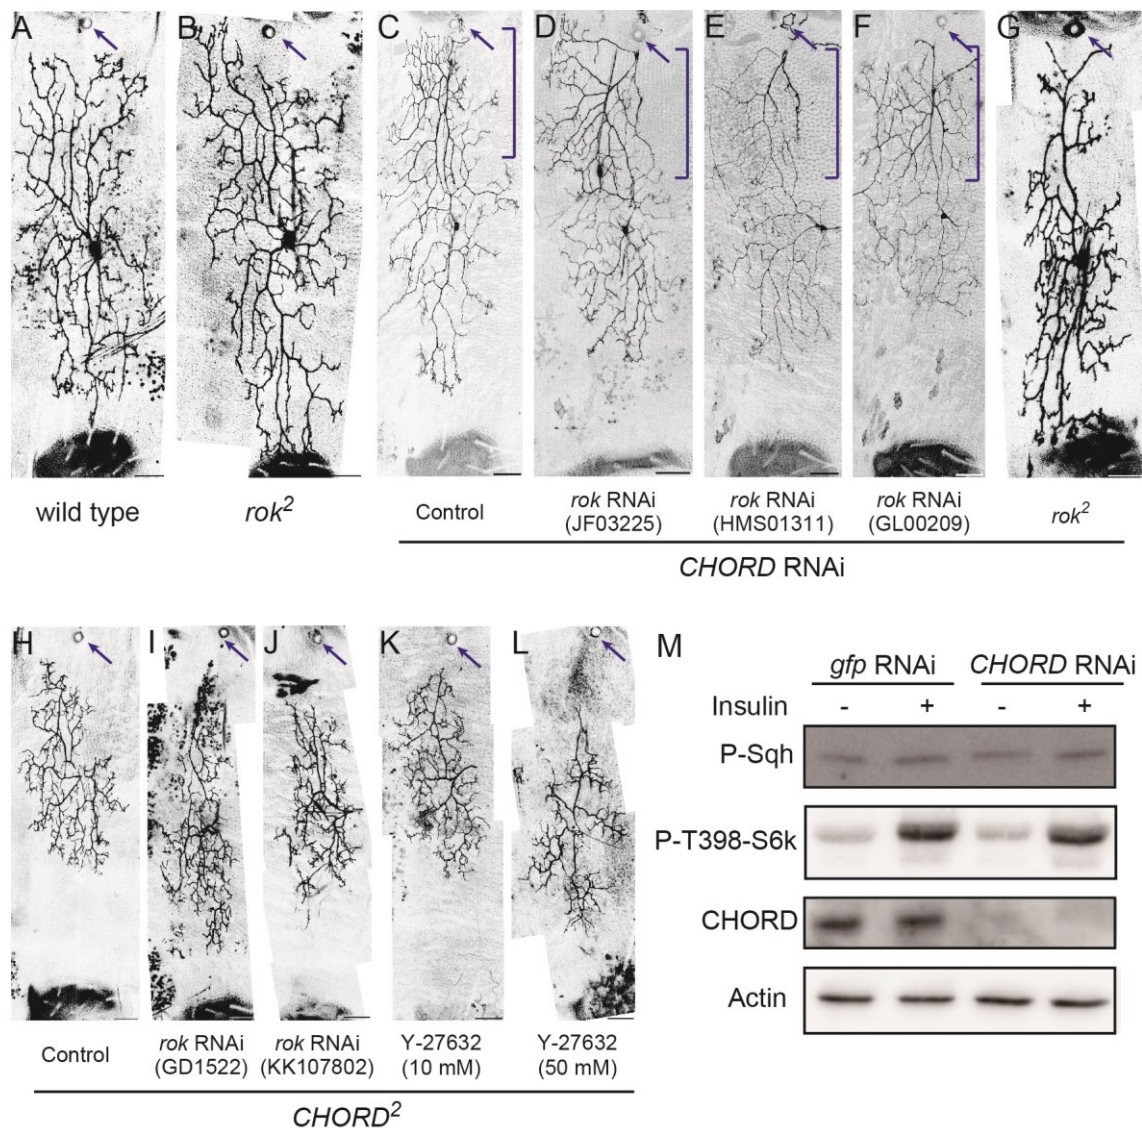 A B C D E F G
wild type
rok²
Control
rok RNAi
(JF03225)
rok RNAi
(HMS01311)
rok RNAi
(GL00209)
rok²
CHORD RNAi
H I J K L
Control
rok RNAi
(GD1522)
rok RNAi
(KK107802)
Y-27632
(10 mM)
Y-27632
(50 mM)
CHORD²
M
gfp RNAi CHORD RNAi
Insulin - + - +
P-Sqh
P-T398-S6k
CHORD
Actin